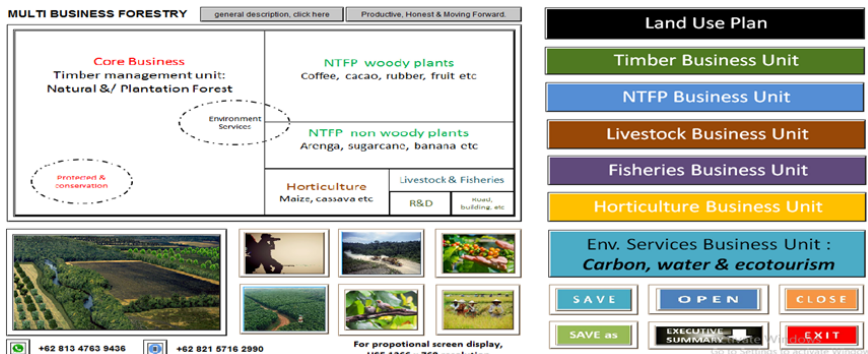 MULTI BUSINESS FORESTRY
general description, click here
Productive, Honest & Moving Forward.
Core Business
Timber management unit:
Natural &/ Plantation Forest
Environment
Services
Protected &
conservation
NTFP woody plants
Coffee, cacao, rubber, fruit etc
NTFP non woody plants
Arenga, sugarcane, banana etc
Horticulture
Maize, cassava etc
Livestock & Fisheries
R&D
Road,
building, etc
Land Use Plan
Timber Business Unit
NTFP Business Unit
Livestock Business Unit
Fisheries Business Unit
Horticulture Business Unit
Env. Services Business Unit :
Carbon, water & ecotourism
SAVE
OPEN
CLOSE
SAVE as
EXECUTIVE
SUMMARY
EXIT
+62 813 4763 9436
+62 821 5716 2990
For propotional screen display,